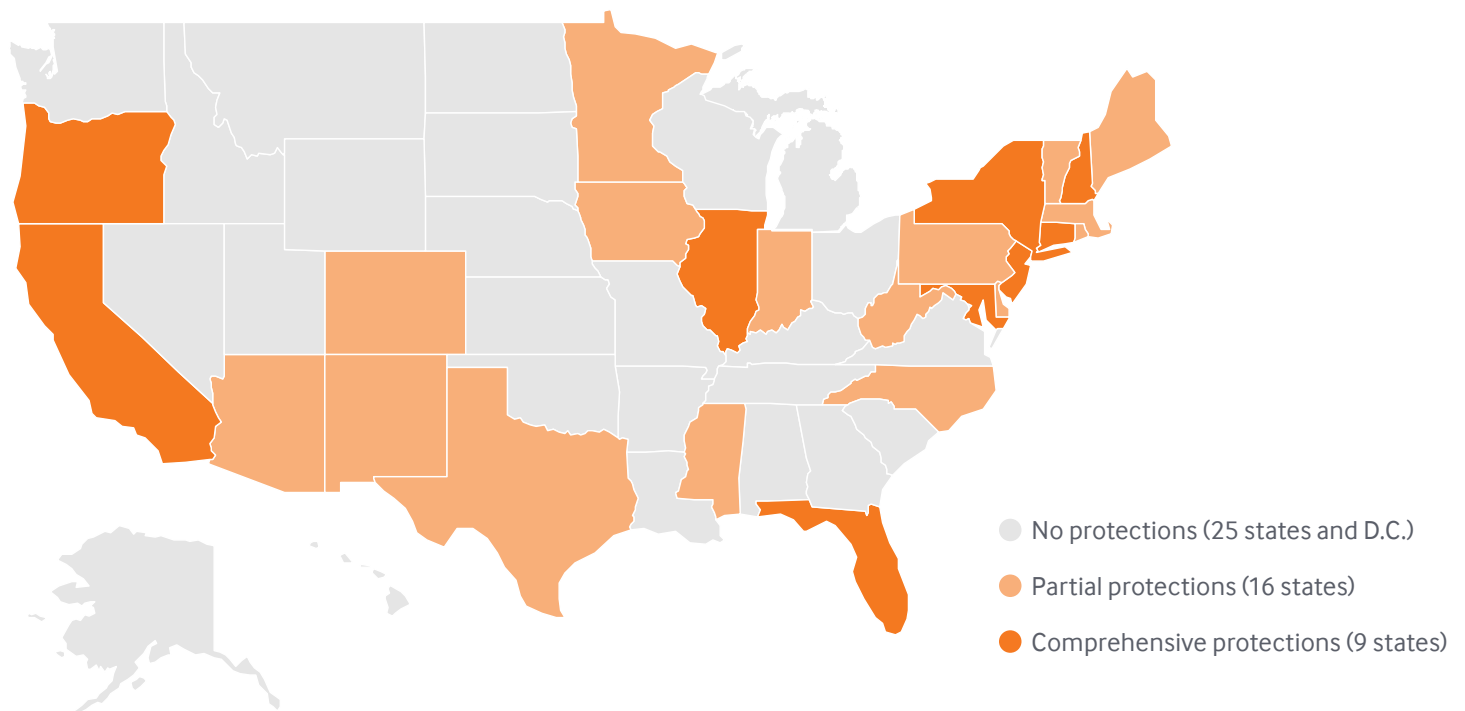 No protections (25 states and D.C.)
Partial protections (16 states)
Comprehensive protections (9 states)